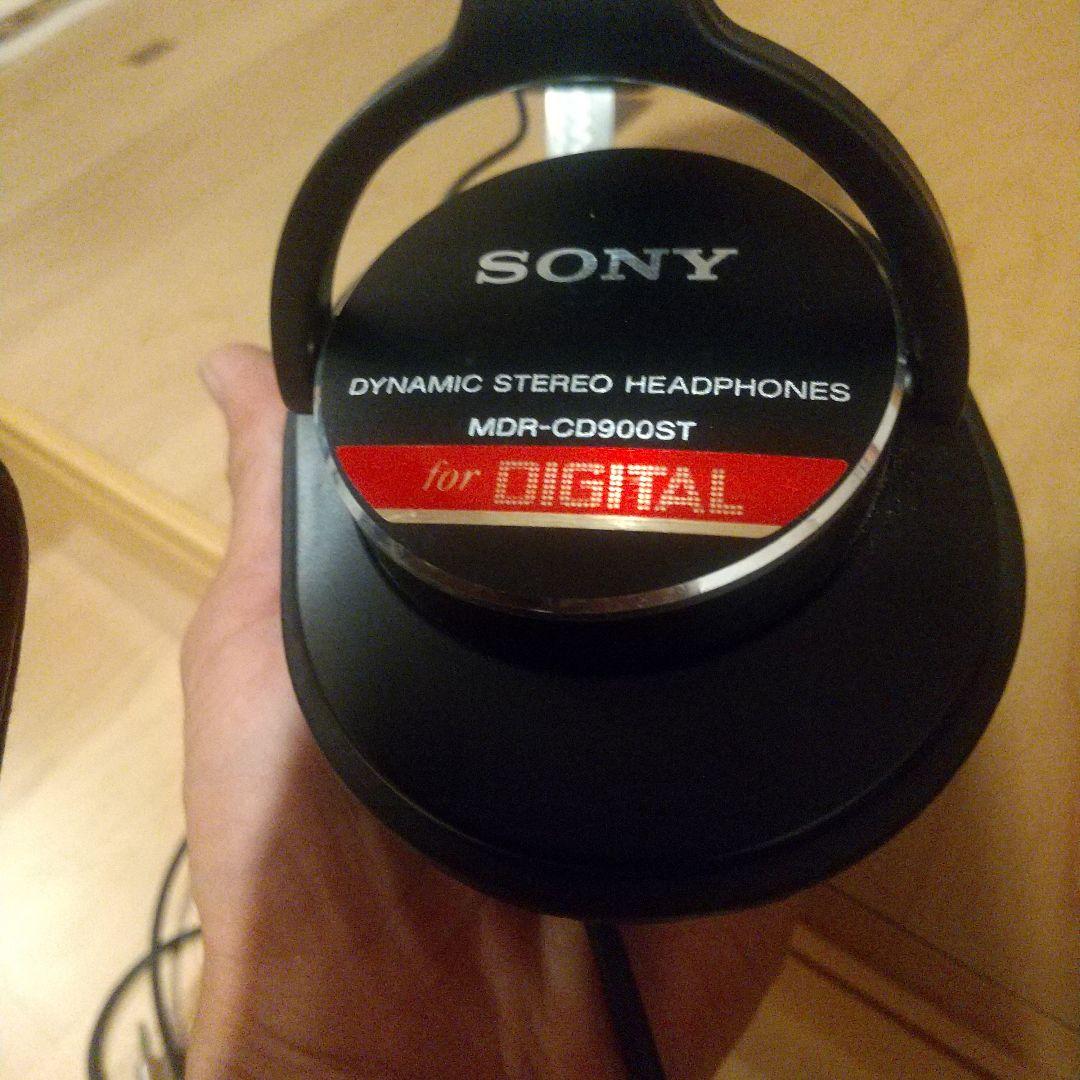 SONY
DYNAMIC STEREO HEADPHONES
MDR-CD900ST
for DIGITAL